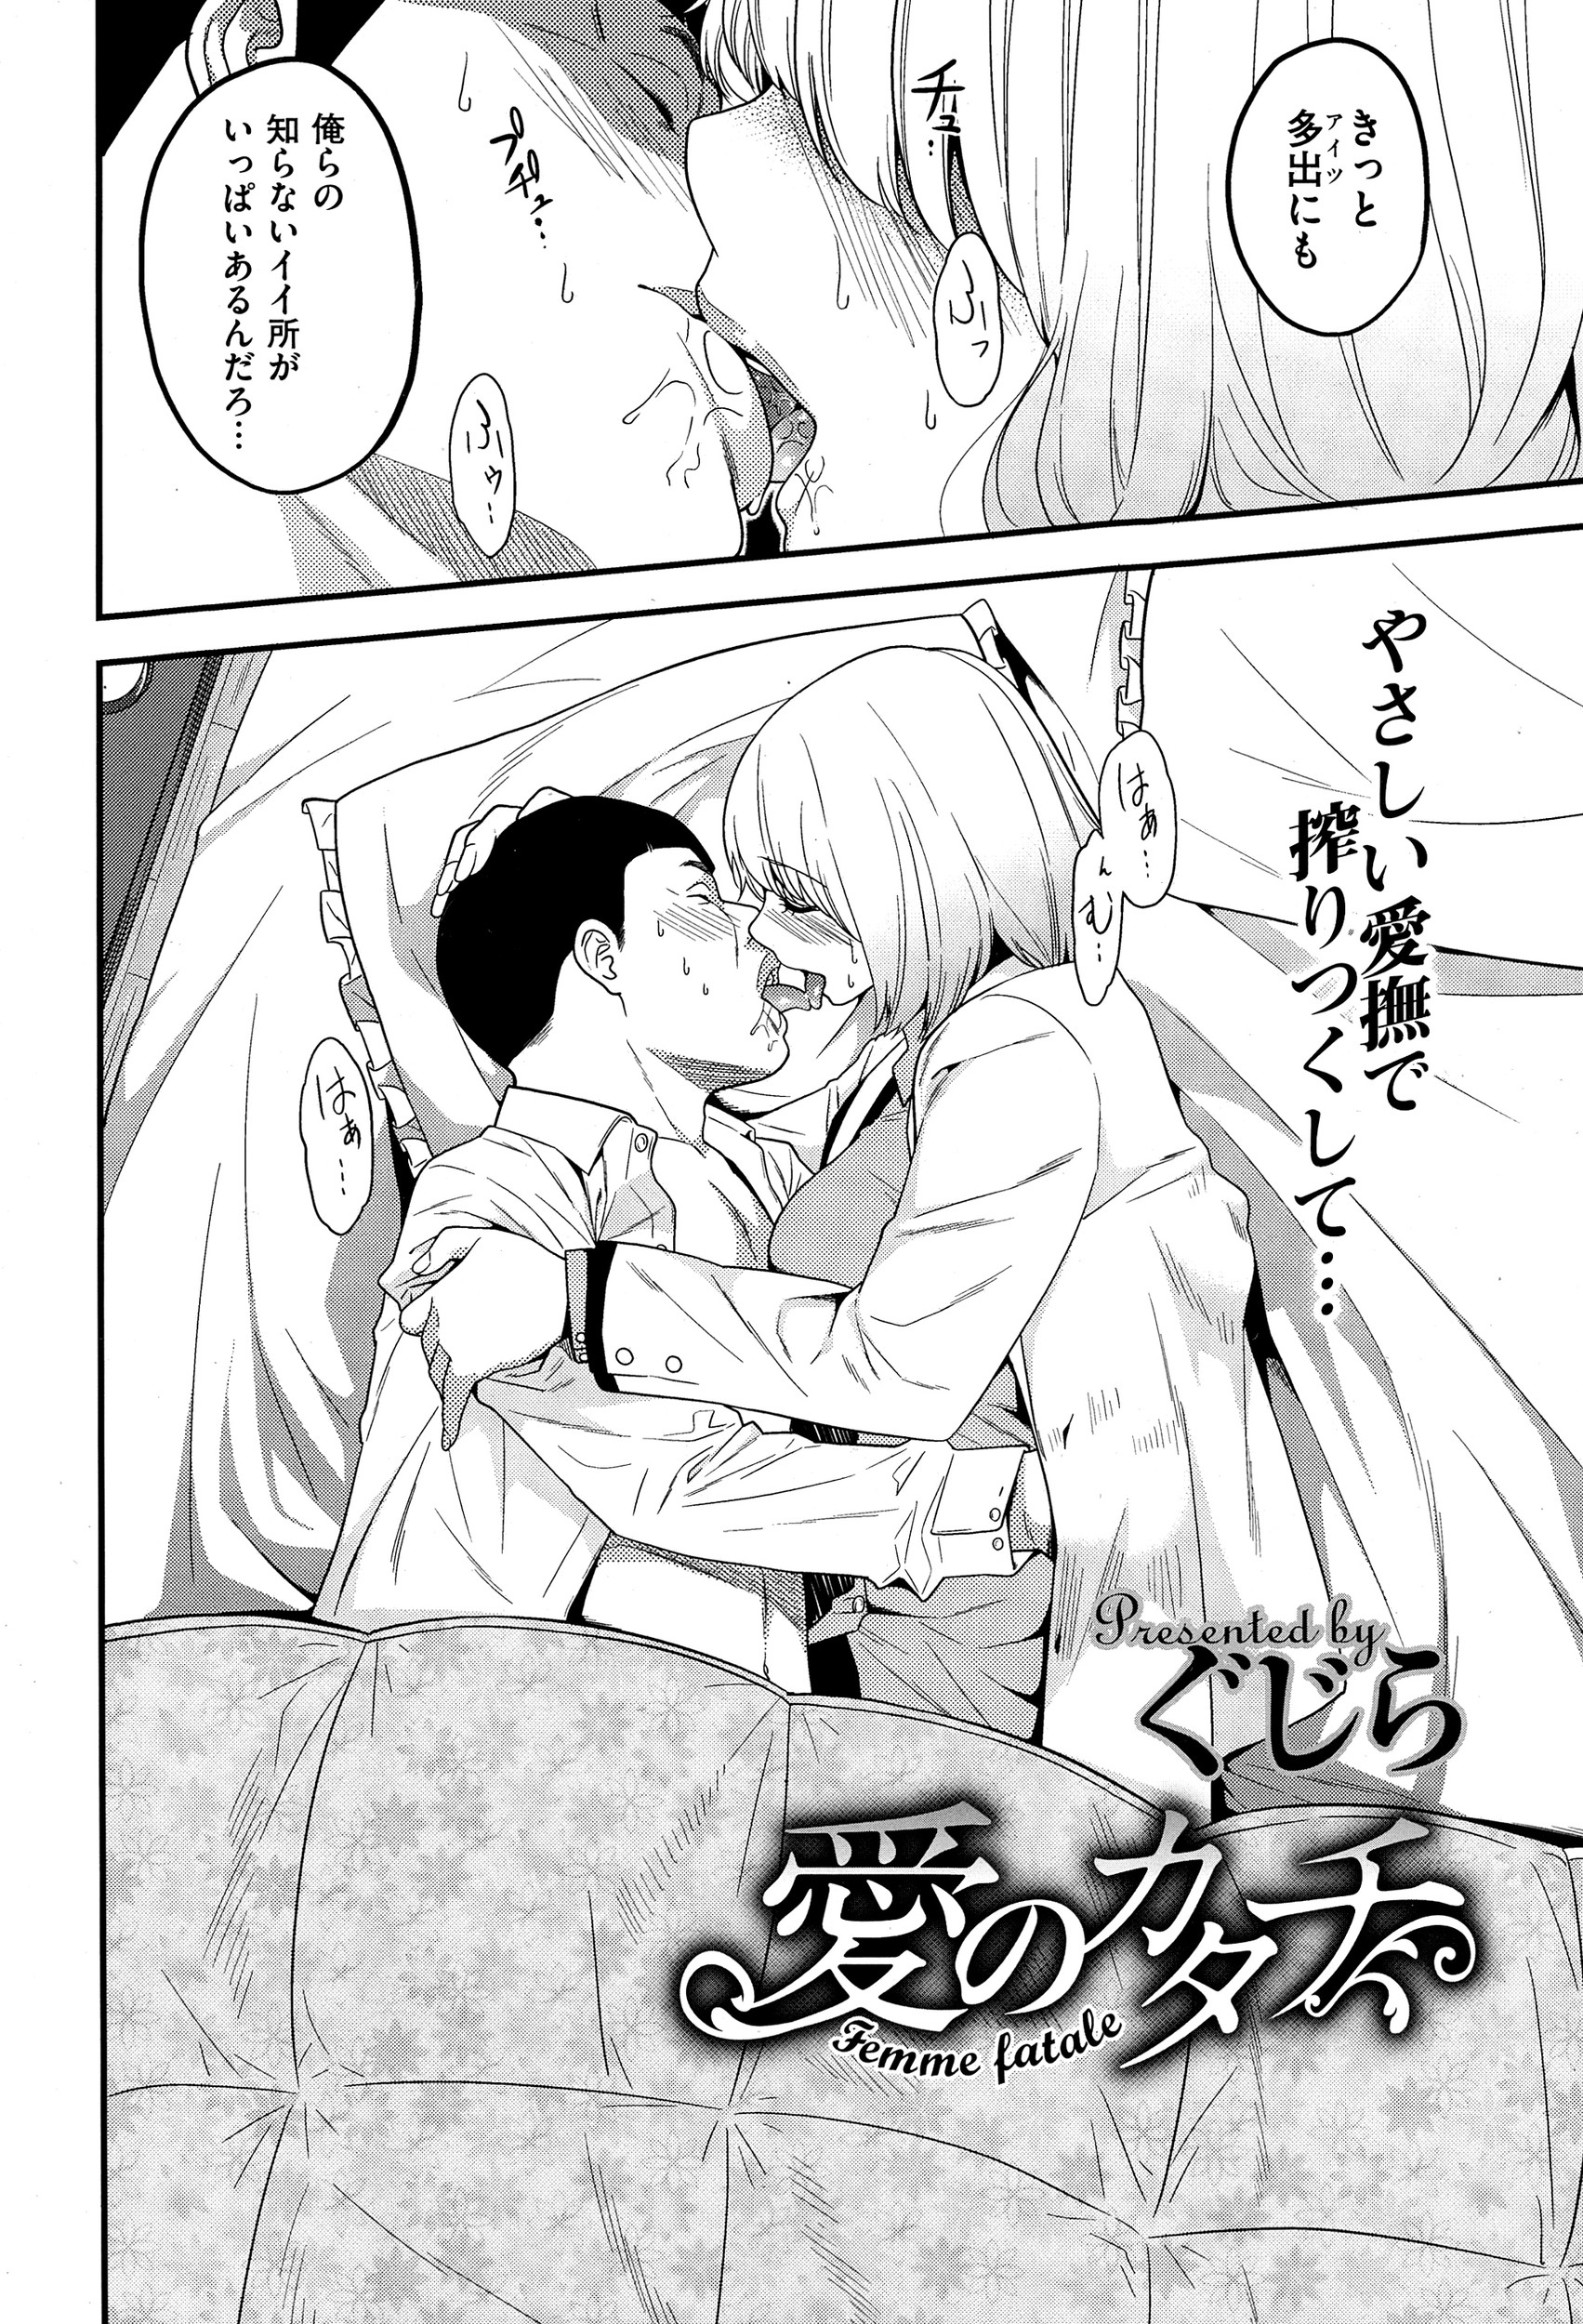 きっと
多出にも
アイツ
チュ…
ふっ
プチュ…
ふゥ…
俺らの
知らないイイ所が
いっぱいあるんだろ…
やさしい愛撫で
搾りつくして…
はぁ…
んむ…
はぁ…
Presented by
ぐじら
愛のカタチ
Femme fatale